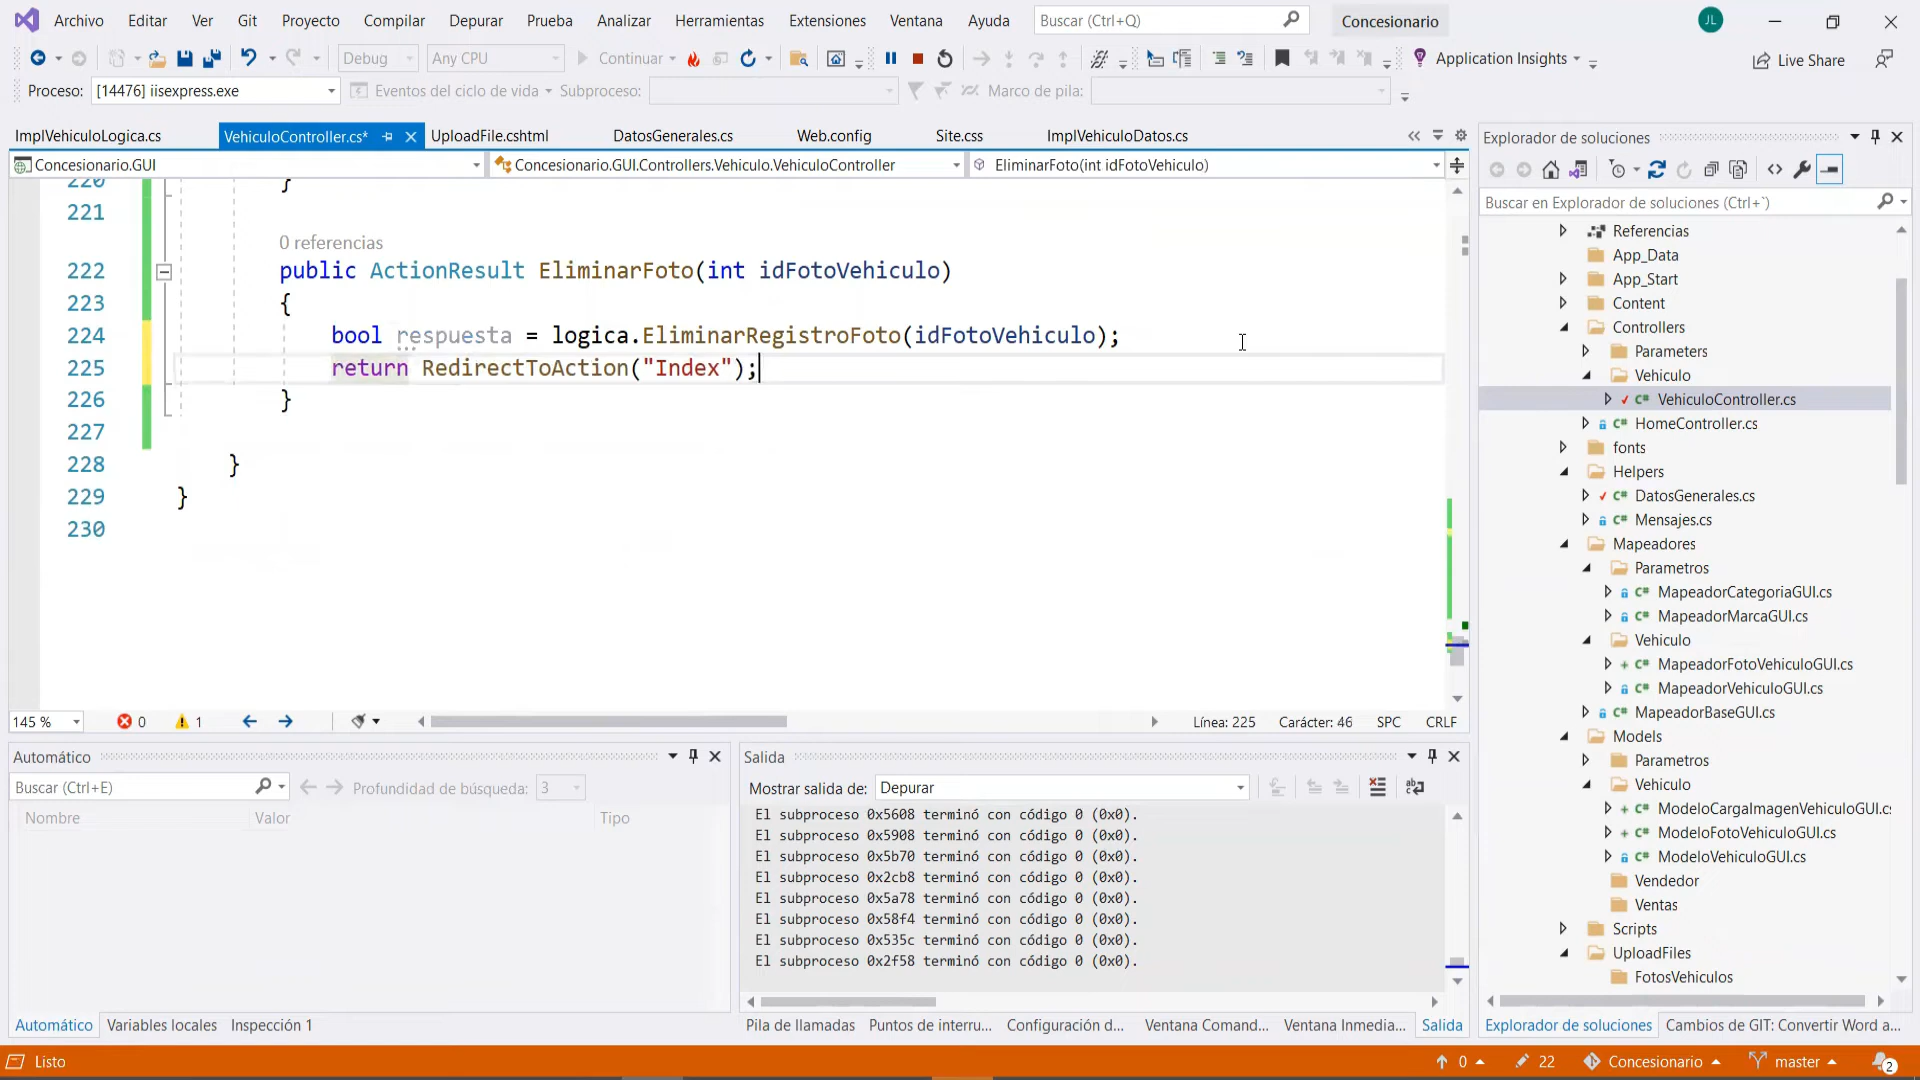 Archivo Editar Ver Git Proyecto Compilar Depurar Prueba Analizar Herramientas Extensiones Ventana Ayuda Buscar (Ctrl+Q) Concesionario JL
Debug Any CPU Continuar Application Insights Live Share
Proceso: [14476] iisexpress.exe Eventos del ciclo de vida Subproceso: Marco de pila:
ImplVehiculoLogica.cs VehiculoController.cs* UploadFile.cshtml DatosGenerales.cs Web.config Site.css ImplVehiculoDatos.cs
Concesionario.GUI Concesionario.GUI.Controllers.Vehiculo.VehiculoController EliminarFoto(int idFotoVehiculo)
220 }
221
0 referencias
222 public ActionResult EliminarFoto(int idFotoVehiculo)
223 {
224 bool respuesta = logica.EliminarRegistroFoto(idFotoVehiculo);
225 return RedirectToAction("Index");
226 }
227
228 }
229 }
230
145 % 0 1 Línea: 225 Carácter: 46 SPC CRLF
Automático
Buscar (Ctrl+E) Profundidad de búsqueda: 3
Nombre Valor Tipo
Automático Variables locales Inspección 1
Salida
Mostrar salida de: Depurar
El subproceso 0x5608 terminó con código 0 (0x0).
El subproceso 0x5908 terminó con código 0 (0x0).
El subproceso 0x5b70 terminó con código 0 (0x0).
El subproceso 0x2cb8 terminó con código 0 (0x0).
El subproceso 0x5a78 terminó con código 0 (0x0).
El subproceso 0x58f4 terminó con código 0 (0x0).
El subproceso 0x535c terminó con código 0 (0x0).
El subproceso 0x2f58 terminó con código 0 (0x0).
Pila de llamadas Puntos de interru... Configuración d... Ventana Comand... Ventana Inmedia... Salida
Explorador de soluciones
Buscar en Explorador de soluciones (Ctrl+`)
Referencias
App_Data
App_Start
Content
Controllers
Parameters
Vehiculo
C# VehiculoController.cs
C# HomeController.cs
fonts
Helpers
C# DatosGenerales.cs
C# Mensajes.cs
Mapeadores
Parametros
C# MapeadorCategoriaGUI.cs
C# MapeadorMarcaGUI.cs
Vehiculo
C# MapeadorFotoVehiculoGUI.cs
C# MapeadorVehiculoGUI.cs
C# MapeadorBaseGUI.cs
Models
Parametros
Vehiculo
C# ModeloCargaImagenVehiculoGUI.cs
C# ModeloFotoVehiculoGUI.cs
C# ModeloVehiculoGUI.cs
Vendedor
Ventas
Scripts
UploadFiles
FotosVehiculos
Explorador de soluciones Cambios de GIT: Convertir Word a...
Listo 0 22 Concesionario master 2